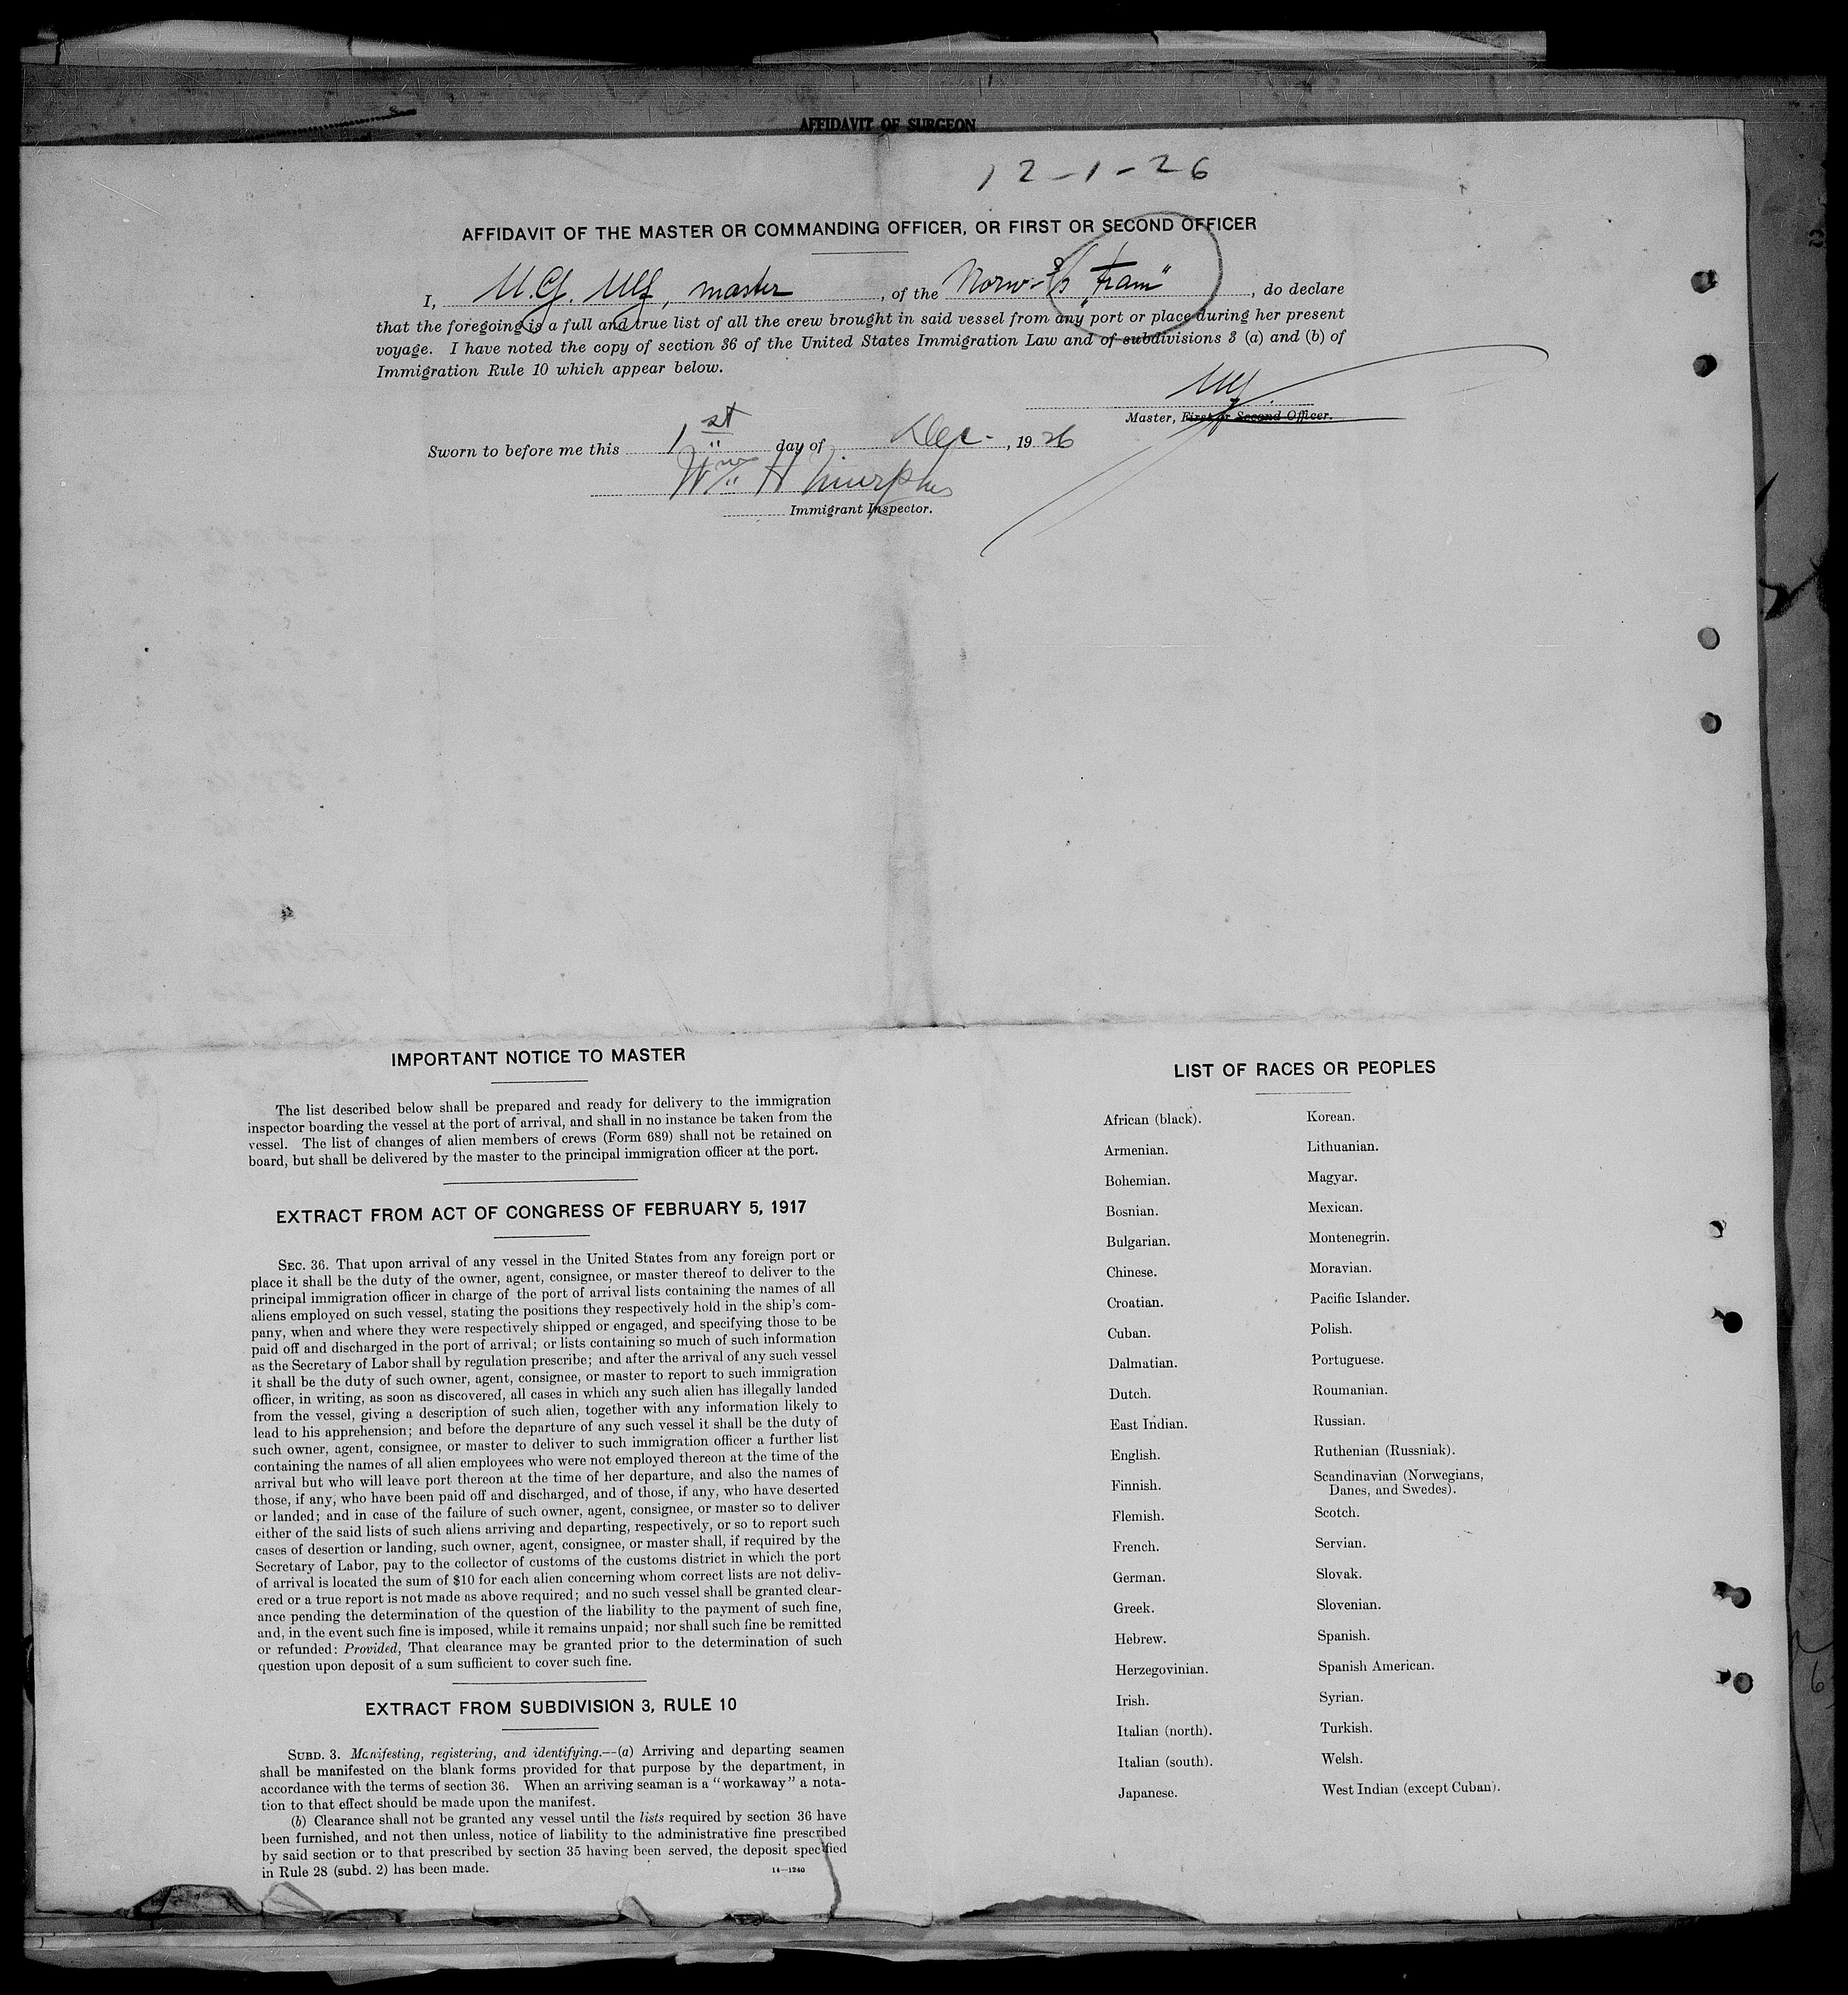 AFFIDAVIT OF SURGEON
12-1-26
AFFIDAVIT OF THE MASTER OR COMMANDING OFFICER, OR FIRST OR SECOND OFFICER
I, master, of the Norw. S/S "Fram", do declare
that the foregoing is a full and true list of all the crew brought in said vessel from any port or place during her present
voyage. I have noted the copy of section 36 of the United States Immigration Law and of subdivisions 3 (a) and (b) of
Immigration Rule 10 which appear below.
Master, First or Second Officer.
Sworn to before me this 1st day of Dec., 1926
Wm H Murphy
Immigrant Inspector.
IMPORTANT NOTICE TO MASTER
The list described below shall be prepared and ready for delivery to the immigration
inspector boarding the vessel at the port of arrival, and shall in no instance be taken from the
vessel. The list of changes of alien members of crews (Form 689) shall not be retained on
board, but shall be delivered by the master to the principal immigration officer at the port.
EXTRACT FROM ACT OF CONGRESS OF FEBRUARY 5, 1917
SEC. 36. That upon arrival of any vessel in the United States from any foreign port or
place it shall be the duty of the owner, agent, consignee, or master thereof to deliver to the
principal immigration officer in charge of the port of arrival lists containing the names of all
aliens employed on such vessel, stating the positions they respectively hold in the ship's com-
pany, when and where they were respectively shipped or engaged, and specifying those to be
paid off and discharged in the port of arrival; or lists containing so much of such information
as the Secretary of Labor shall by regulation prescribe; and after the arrival of any such vessel
it shall be the duty of such owner, agent, consignee, or master to report to such immigration
officer, in writing, as soon as discovered, all cases in which any such alien has illegally landed
from the vessel, giving a description of such alien, together with any information likely to
lead to his apprehension; and before the departure of any such vessel it shall be the duty of
such owner, agent, consignee, or master to deliver to such immigration officer a further list
containing the names of all alien employees who were not employed thereon at the time of the
arrival but who will leave port thereon at the time of her departure, and also the names of
those, if any, who have been paid off and discharged, and of those, if any, who have deserted
or landed; and in case of the failure of such owner, agent, consignee, or master so to deliver
either of the said lists of such aliens arriving and departing, respectively, or so to report such
cases of desertion or landing, such owner, agent, consignee, or master shall, if required by the
Secretary of Labor, pay to the collector of customs of the customs district in which the port
of arrival is located the sum of $10 for each alien concerning whom correct lists are not deliv-
ered or a true report is not made as above required; and no such vessel shall be granted clear-
ance pending the determination of the question of the liability to the payment of such fine,
and, in the event such fine is imposed, while it remains unpaid; nor shall such fine be remitted
or refunded: Provided, That clearance may be granted prior to the determination of such
question upon deposit of a sum sufficient to cover such fine.
EXTRACT FROM SUBDIVISION 3, RULE 10
SUBD. 3. Manifesting, registering, and identifying.--(a) Arriving and departing seamen
shall be manifested on the blank forms provided for that purpose by the department, in
accordance with the terms of section 36. When an arriving seaman is a "workaway" a nota-
tion to that effect should be made upon the manifest.
(b) Clearance shall not be granted any vessel until the lists required by section 36 have
been furnished, and not then unless, notice of liability to the administrative fine prescribed
by said section or to that prescribed by section 35 having been served, the deposit specified
in Rule 28 (subd. 2) has been made.
14-1240
LIST OF RACES OR PEOPLES
African (black).
Armenian.
Bohemian.
Bosnian.
Bulgarian.
Chinese.
Croatian.
Cuban.
Dalmatian.
Dutch.
East Indian.
English.
Finnish.
Flemish.
French.
German.
Greek.
Hebrew.
Herzegovinian.
Irish.
Italian (north).
Italian (south).
Japanese.
Korean.
Lithuanian.
Magyar.
Mexican.
Montenegrin.
Moravian.
Pacific Islander.
Polish.
Portuguese.
Roumanian.
Russian.
Ruthenian (Russniak).
Scandinavian (Norwegians,
Danes, and Swedes).
Scotch.
Servian.
Slovak.
Slovenian.
Spanish.
Spanish American.
Syrian.
Turkish.
Welsh.
West Indian (except Cuban).